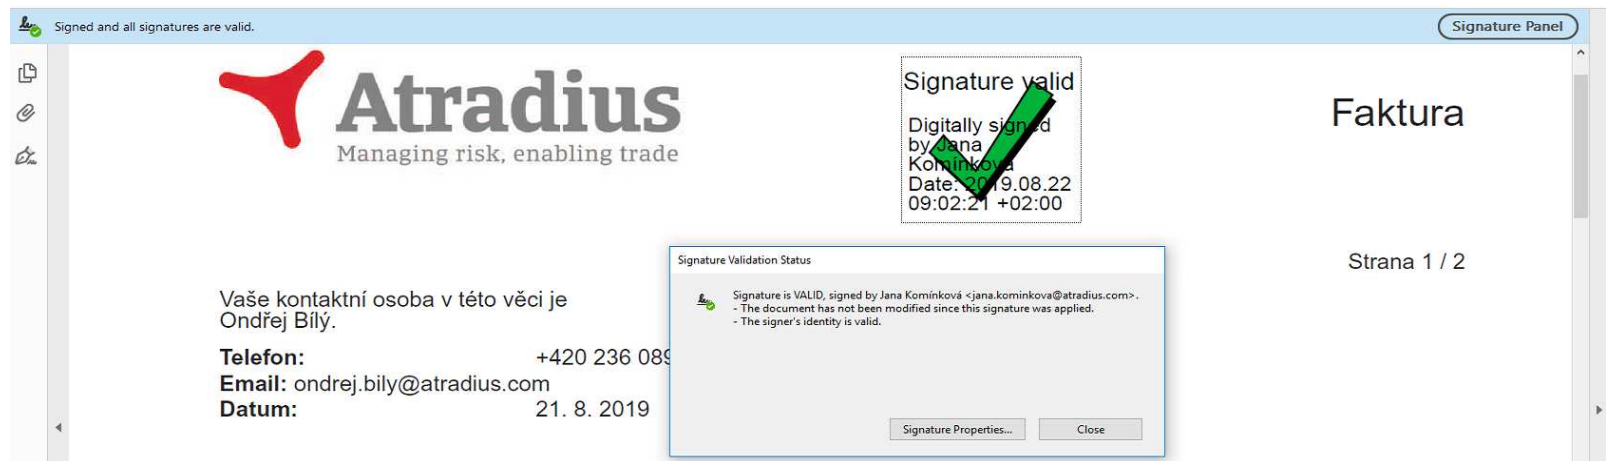 Signed and all signatures are valid.
Signature Panel
Atradius
Managing risk, enabling trade
Signature valid
Digitally signed
by Jana
Komínková
Date: 2019.08.22
09:02:21 +02:00
Faktura
Strana 1 / 2
Vaše kontaktní osoba v této věci je
Ondřej Bílý.
Telefon: +420 236 089
Email: ondrej.bily@atradius.com
Datum: 21. 8. 2019
Signature Validation Status
Signature is VALID, signed by Jana Komínková <jana.kominkova@atradius.com>.
- The document has not been modified since this signature was applied.
- The signer's identity is valid.
Signature Properties...
Close